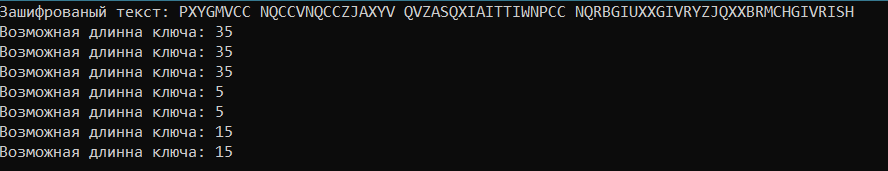 Зашифрованый текст: PXYGMVCC NQCCVNQCCZJAXYV QVZASQXIAITTIWNPCC NQRBGIUXXGIVRYZJQXXBRMCHGIVRISH
Возможная длинна ключа: 35
Возможная длинна ключа: 35
Возможная длинна ключа: 35
Возможная длинна ключа: 5
Возможная длинна ключа: 5
Возможная длинна ключа: 15
Возможная длинна ключа: 15